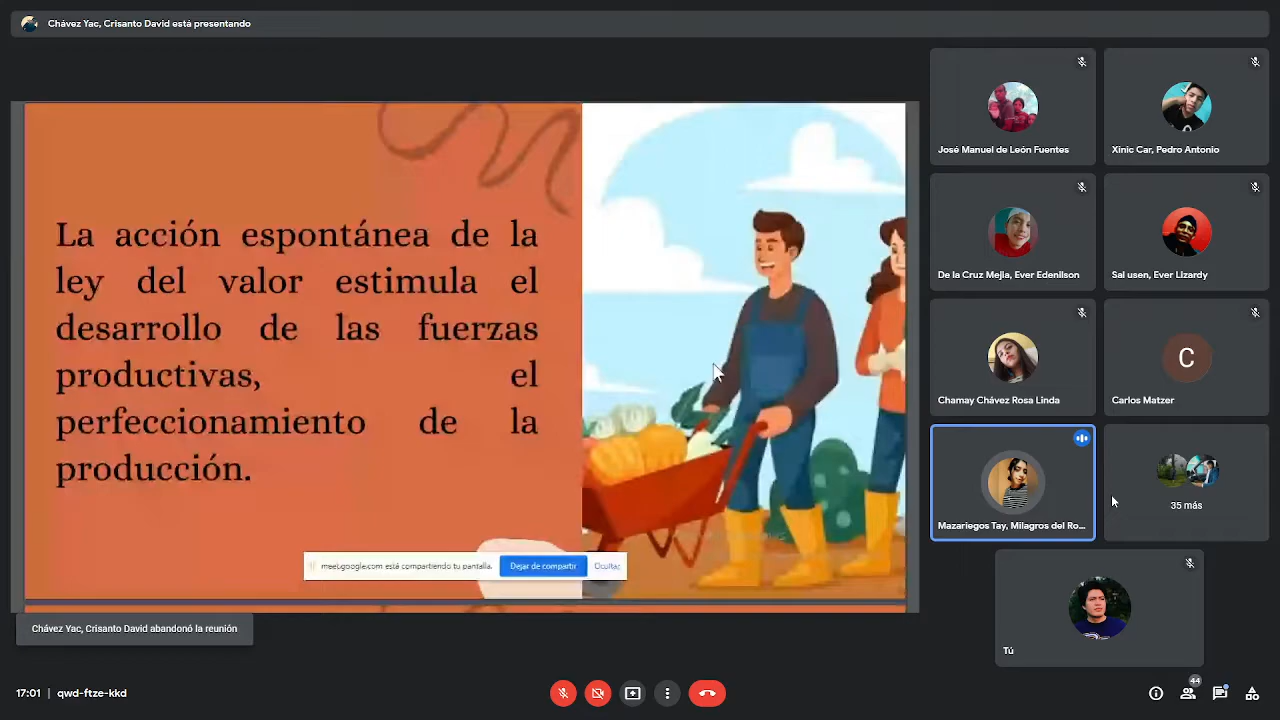 Chávez Yac, Crisanto David está presentando
La acción espontánea de la
ley del valor estimula el
desarrollo de las fuerzas
productivas, el
perfeccionamiento de la
producción.
meet.google.com está compartiendo tu pantalla.
Dejar de compartir
Ocultar
José Manuel de León Fuentes
Xinic Car, Pedro Antonio
De la Cruz Mejia, Ever Edenilson
Sal usen, Ever Lizardy
Chamay Chávez Rosa Linda
C
Carlos Matzer
Mazariegos Tay, Milagros del Ro...
35 más
Tú
Chávez Yac, Crisanto David abandonó la reunión
17:01 | qwd-ftze-kkd
44